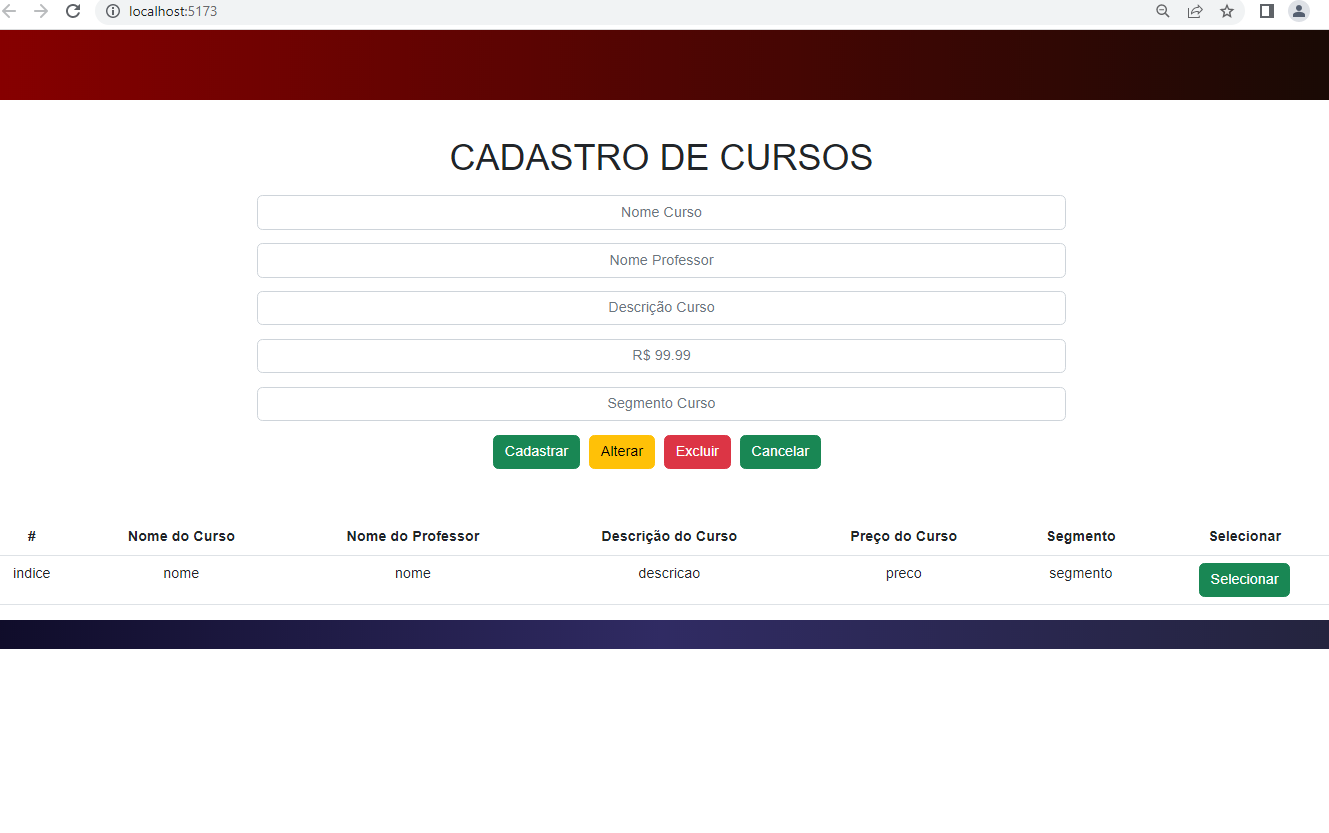 localhost:5173
CADASTRO DE CURSOS
Nome Curso
Nome Professor
Descrição Curso
R$ 99.99
Segmento Curso
Cadastrar Alterar Excluir Cancelar
# Nome do Curso Nome do Professor Descrição do Curso Preço do Curso Segmento Selecionar
indice nome nome descricao preco segmento Selecionar